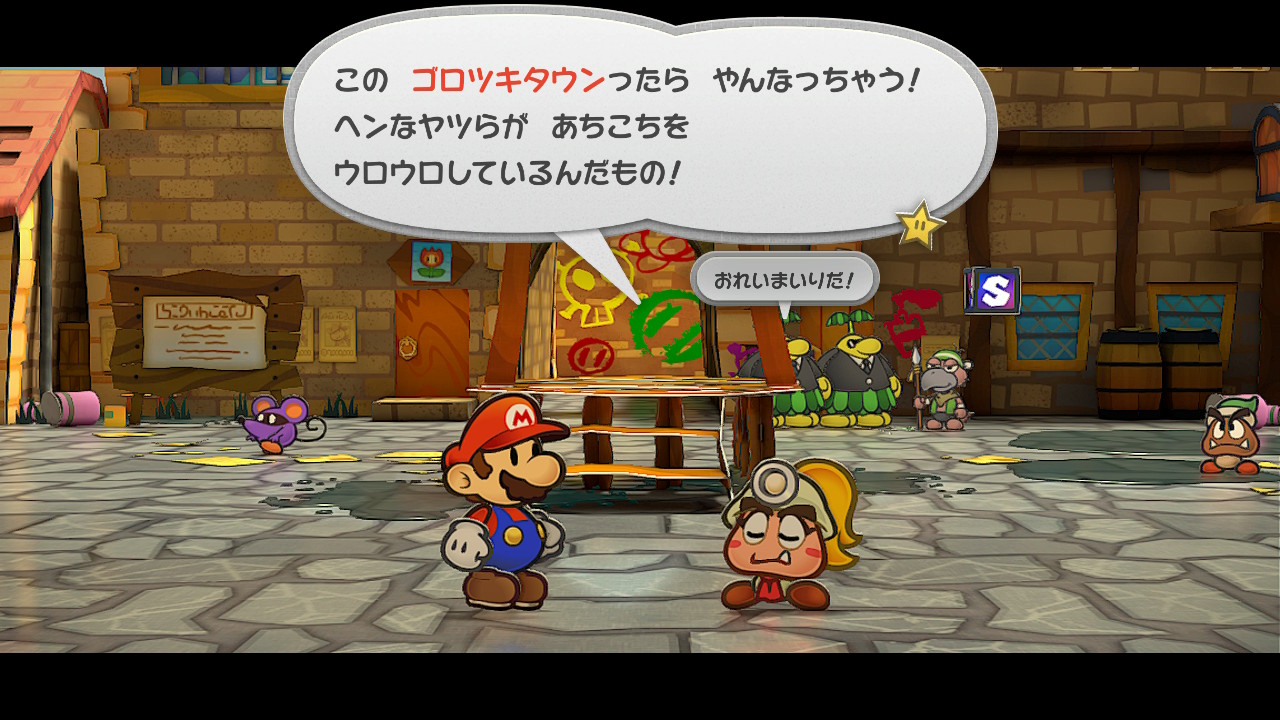 この ゴロツキタウンったら やんなっちゃう!
ヘンなヤツらが あちこちを
ウロウロしているんだもの!
おれいまいりだ!
S
M